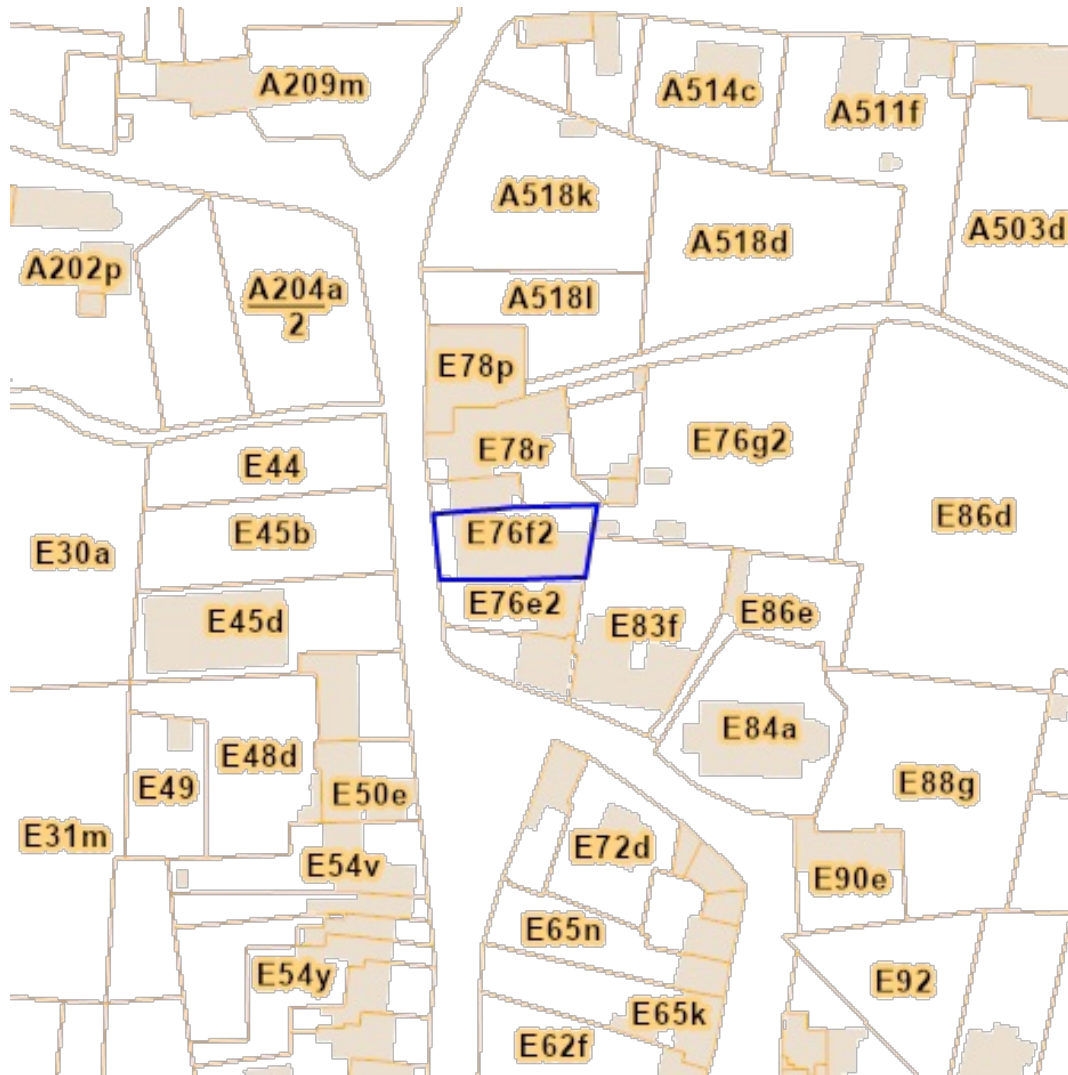 A209m
A514c
A511f
A518k
A518d
A503d
A202p
A204a
2
A518l
E78p
E78r
E76g2
E44
E45b
E76f2
E86d
E30a
E76e2
E45d
E83f
E86e
E84a
E48d
E49
E50e
E88g
E31m
E72d
E54v
E90e
E65n
E54y
E92
E65k
E62f